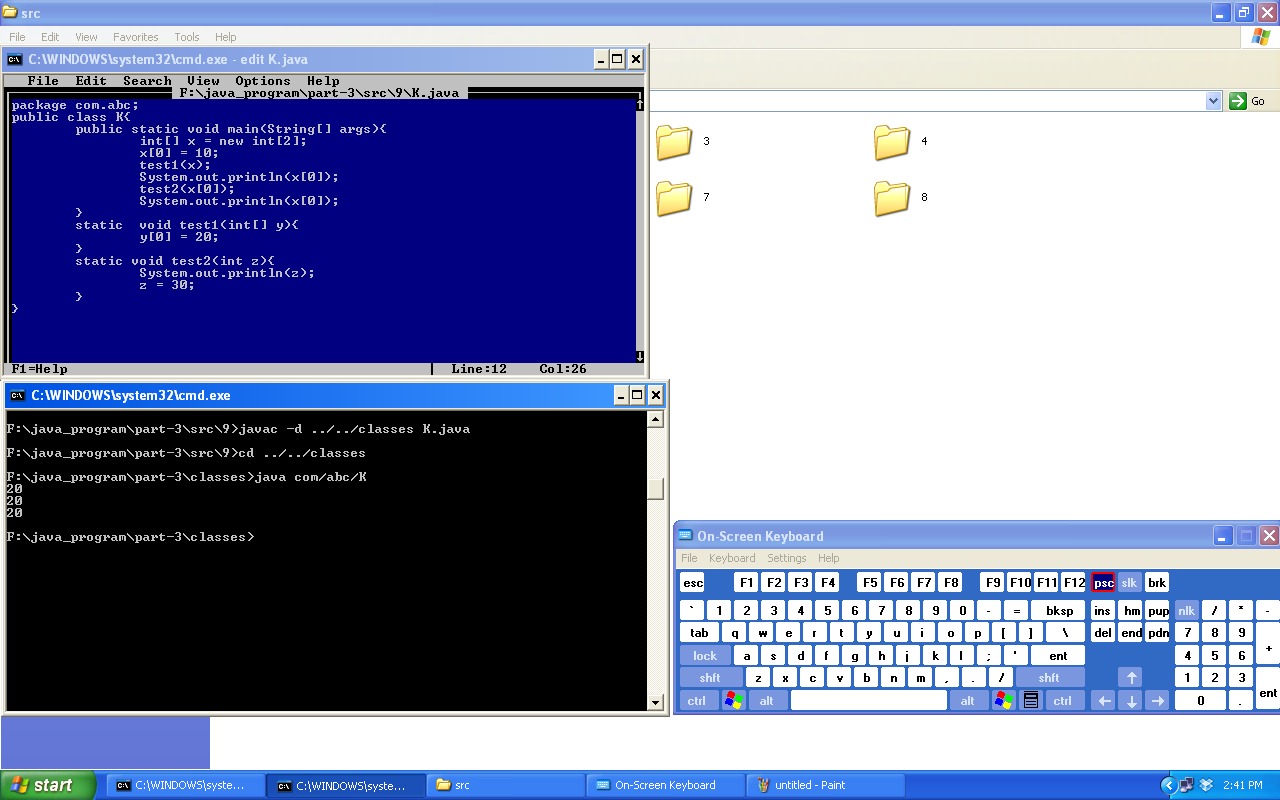 src
File Edit View Favorites Tools Help
C:\WINDOWS\system32\cmd.exe - edit K.java
File Edit Search View Options Help
F:\java_program\part-3\src\9\K.java
package com.abc;
public class K{
public static void main(String[] args){
int[] x = new int[2];
x[0] = 10;
test1(x);
System.out.println(x[0]);
test2(x[0]);
System.out.println(x[0]);
}
static  void test1(int[] y){
y[0] = 20;
}
static void test2(int z){
System.out.println(z);
z = 30;
}
}
F1=Help Line:12 Col:26
Go
3 4
7 8
C:\WINDOWS\system32\cmd.exe
F:\java_program\part-3\src\9>javac -d ../../classes K.java
F:\java_program\part-3\src\9>cd ../../classes
F:\java_program\part-3\classes>java com/abc/K
20
20
20
F:\java_program\part-3\classes>
On-Screen Keyboard
File Keyboard Settings Help
esc F1 F2 F3 F4 F5 F6 F7 F8 F9 F10 F11 F12 psc slk brk
` 1 2 3 4 5 6 7 8 9 0 - = bksp ins hm pup nlk / * -
tab q w e r t y u i o p [ ] \ del end pdn 7 8 9 +
lock a s d f g h j k l ; ' ent 4 5 6
shft z x c v b n m , . / shft ↑ 1 2 3 ent
ctrl alt alt ctrl ← ↓ → 0 .
start C:\WINDOWS\syste... C:\WINDOWS\syste... src On-Screen Keyboard untitled - Paint 2:41 PM